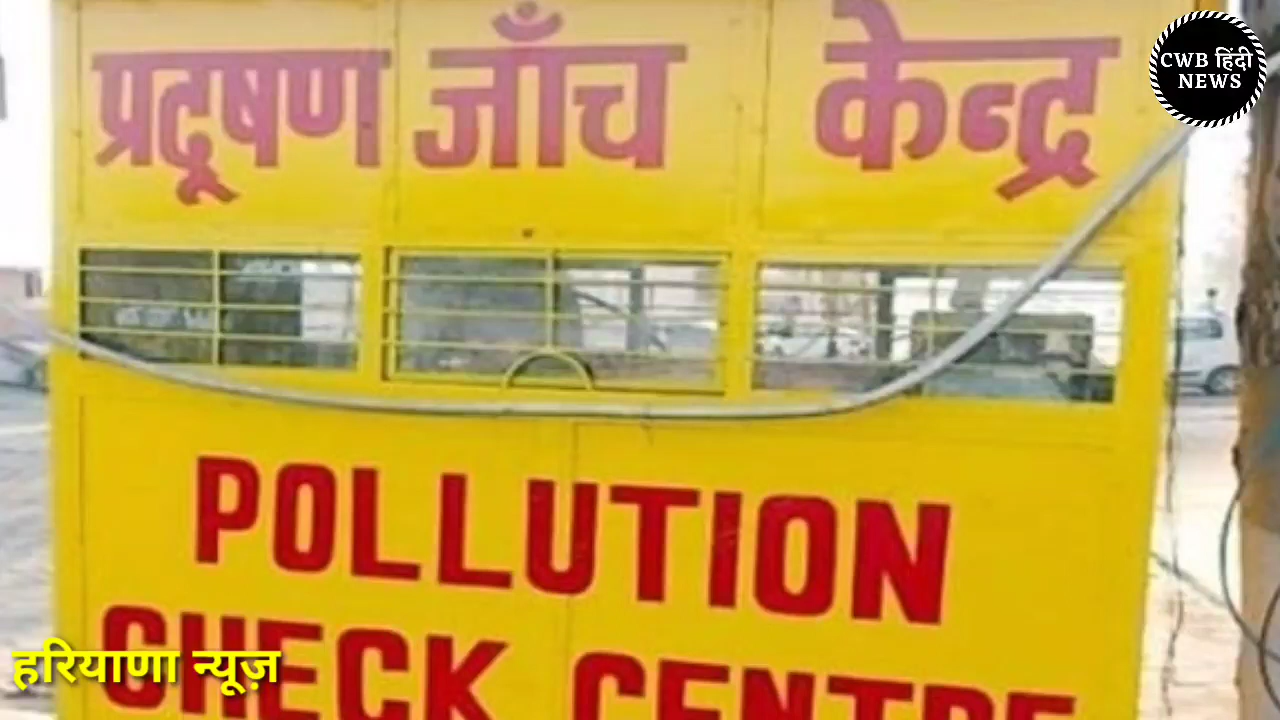 प्रदूषण जाँच केन्द्र
CWB हिंदी
NEWS
POLLUTION
CHECK CENTRE
हरियाणा न्यूज़